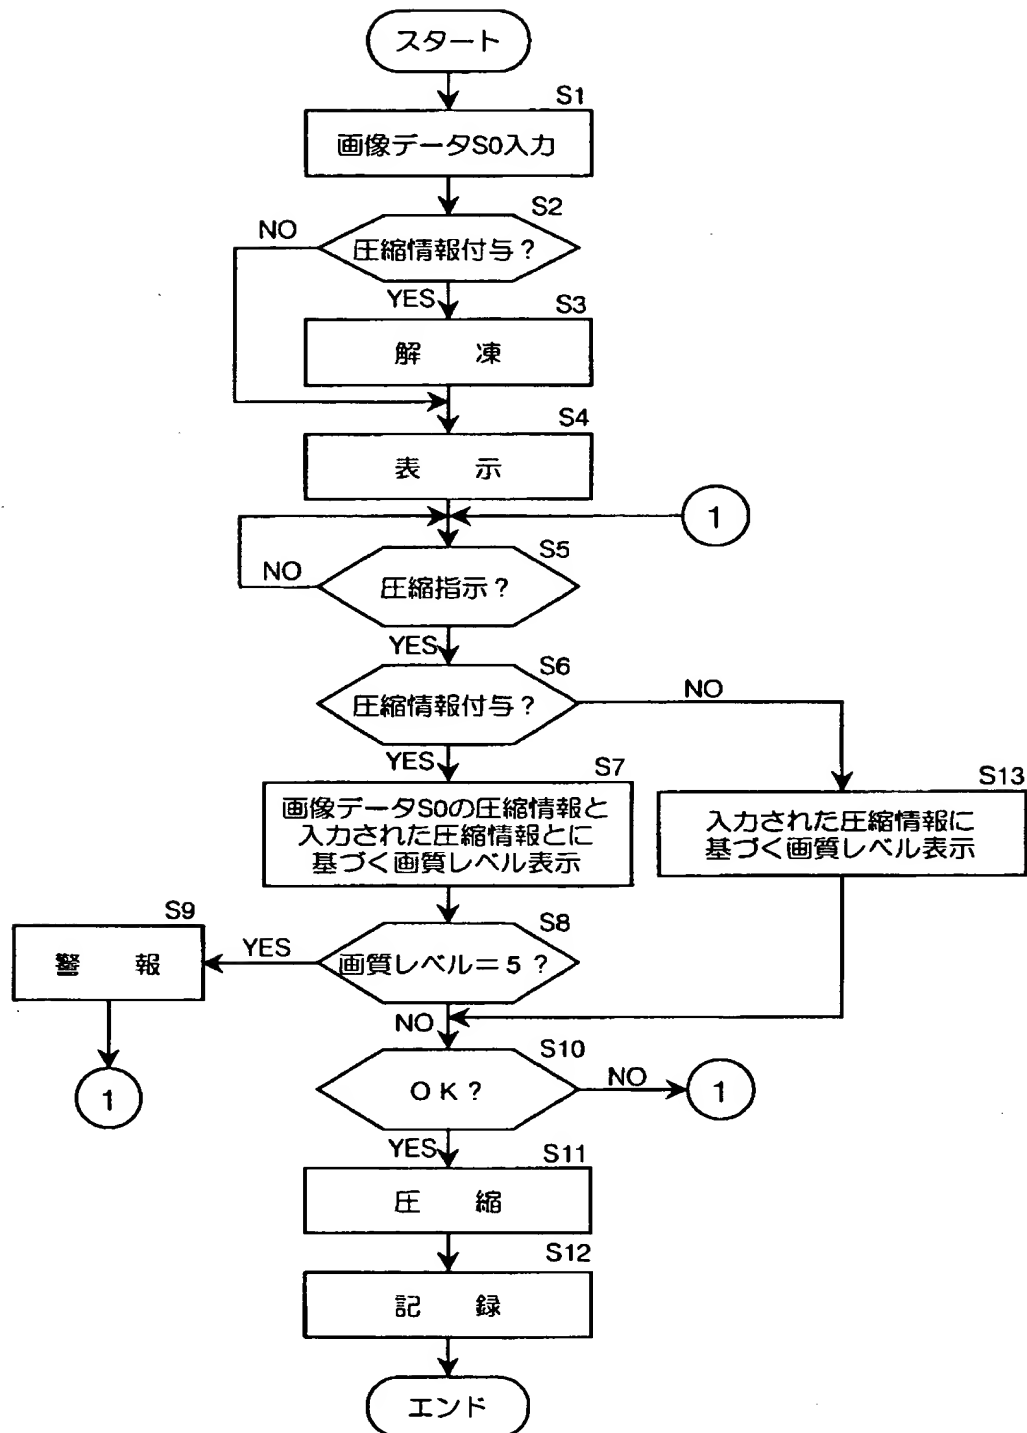 スタート
S1
画像データS0入力
S2
圧縮情報付与?
NO
YES
S3
解 凍
S4
表 示
1
S5
圧縮指示?
NO
YES
S6
圧縮情報付与?
NO
YES
S7
画像データS0の圧縮情報と
入力された圧縮情報とに
基づく画質レベル表示
S13
入力された圧縮情報に
基づく画質レベル表示
S8
画質レベル=5?
YES
S9
警 報
1
NO
S10
OK?
NO
1
YES
S11
圧 縮
S12
記 録
エンド